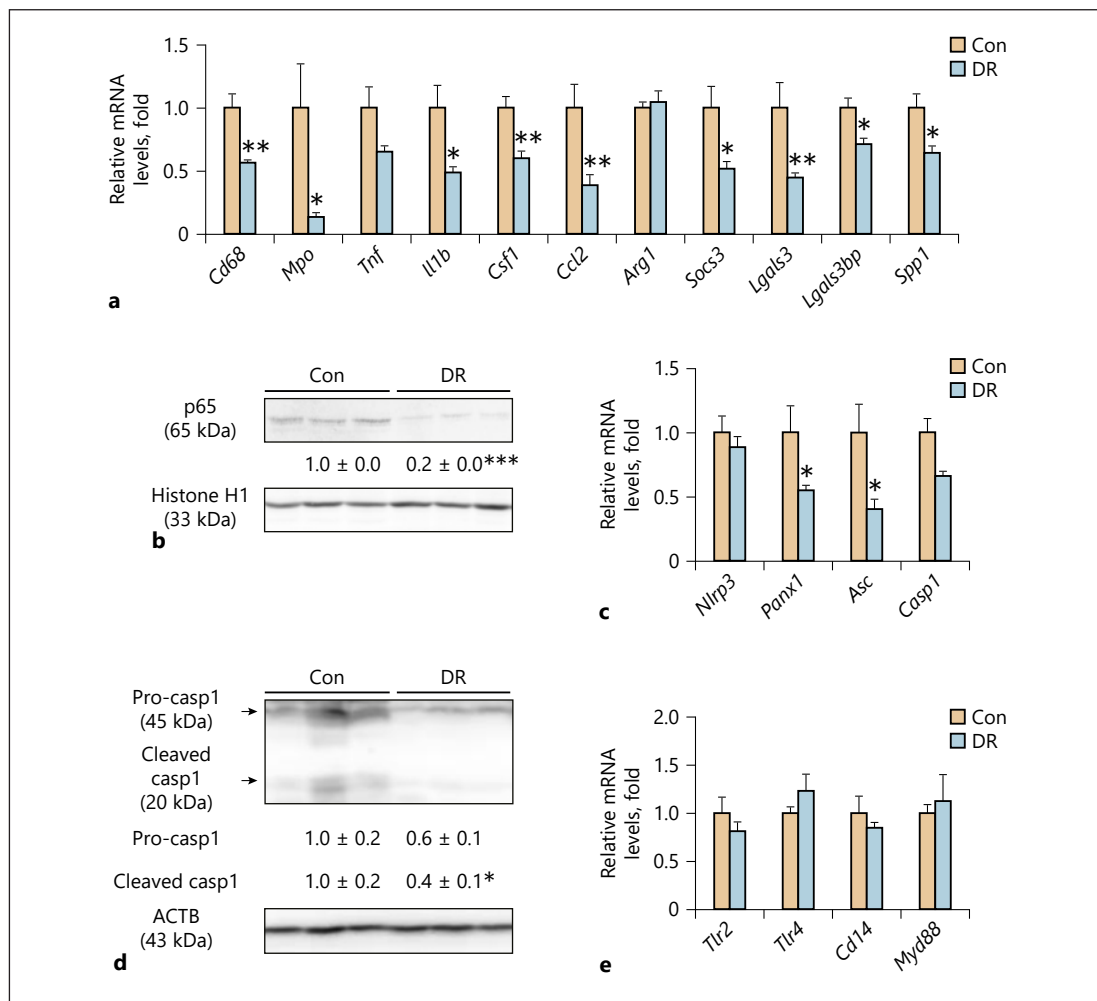 Con
DR
Relative mRNA
levels, fold
1.5
1.0
0.5
0
** * * ** ** * ** * *
Cd68 Mpo Tnf Il1b Csf1 Ccl2 Arg1 Socs3 Lgals3 Lgals3bp Spp1
a
Con DR
p65
(65 kDa)
1.0 ± 0.0 0.2 ± 0.0***
Histone H1
(33 kDa)
b
Con
DR
Relative mRNA
levels, fold
1.5
1.0
0.5
0
* *
Nlrp3 Panx1 Asc Casp1
c
Con DR
Pro-casp1
(45 kDa)
Cleaved
casp1
(20 kDa)
Pro-casp1 1.0 ± 0.2 0.6 ± 0.1
Cleaved casp1 1.0 ± 0.2 0.4 ± 0.1*
ACTB
(43 kDa)
d
Con
DR
Relative mRNA
levels, fold
2.0
1.5
1.0
0.5
0
Tlr2 Tlr4 Cd14 Myd88
e